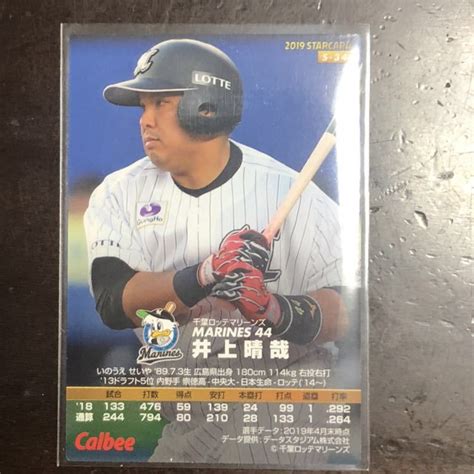 2019 STARCARD
S-34
LOTTE
GungHo
LOTTE
千葉ロッテマリーンズ
MARINES 44
井上晴哉
Marines
いのうえ せいや '89.7.3生 広島県出身 180cm 114kg 右投右打
'13ドラフト5位 内野手 崇徳高-中央大-日本生命-ロッテ('14~)
試合 打数 得点 安打 本塁打 打点 盗塁 打率
'18 133 476 59 139 24 99 1 .292
通算 244 794 80 210 28 133 1 .264
Calbee
選手データ：2019年4月末時点
データ提供：データスタジアム株式会社
© 千葉ロッテマリーンズ